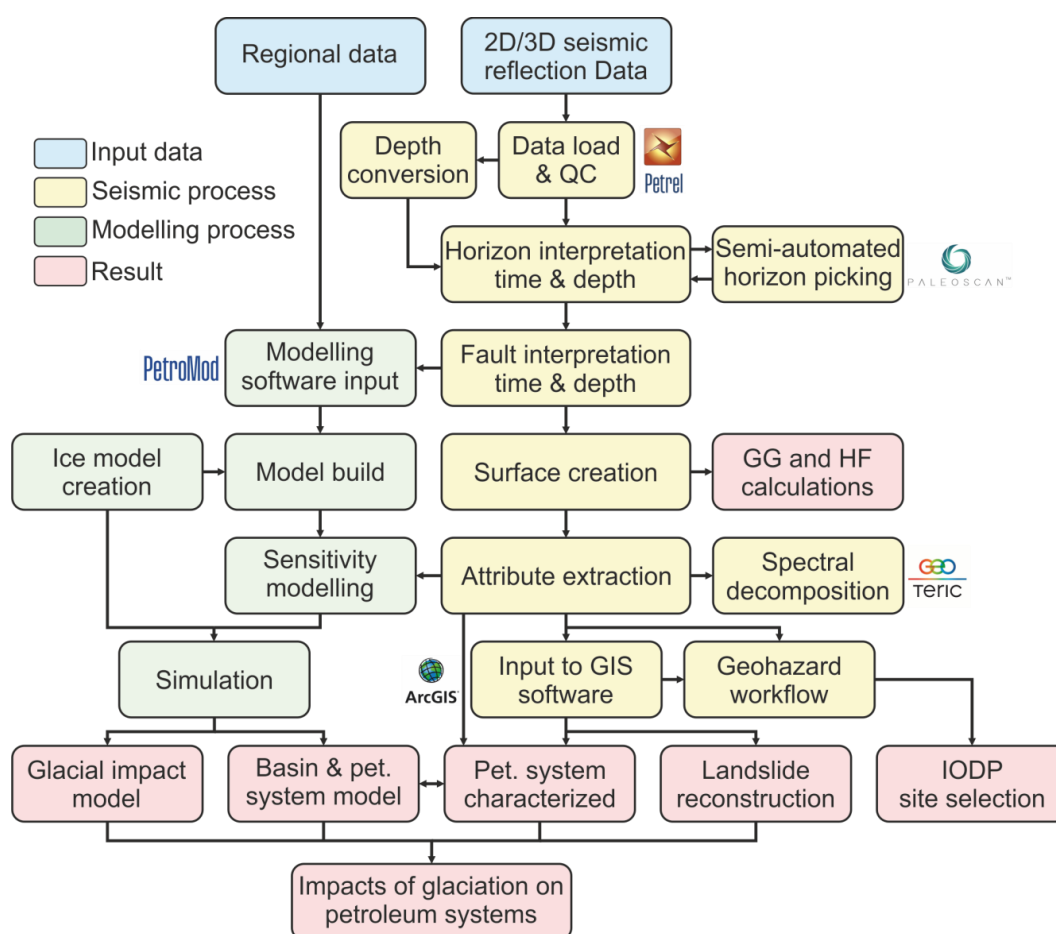 Regional data
2D/3D seismic
reflection Data
Input data
Seismic process
Modelling process
Result
Depth
conversion
Data load
& QC
Petrel
Horizon interpretation
time & depth
Semi-automated
horizon picking
PALEOSCAN™
PetroMod
Modelling
software input
Fault interpretation
time & depth
Ice model
creation
Model build
Surface creation
GG and HF
calculations
Sensitivity
modelling
Attribute extraction
Spectral
decomposition
GEO
TERIC
Simulation
ArcGIS
Input to GIS
software
Geohazard
workflow
Glacial impact
model
Basin & pet.
system model
Pet. system
characterized
Landslide
reconstruction
IODP
site selection
Impacts of glaciation on
petroleum systems